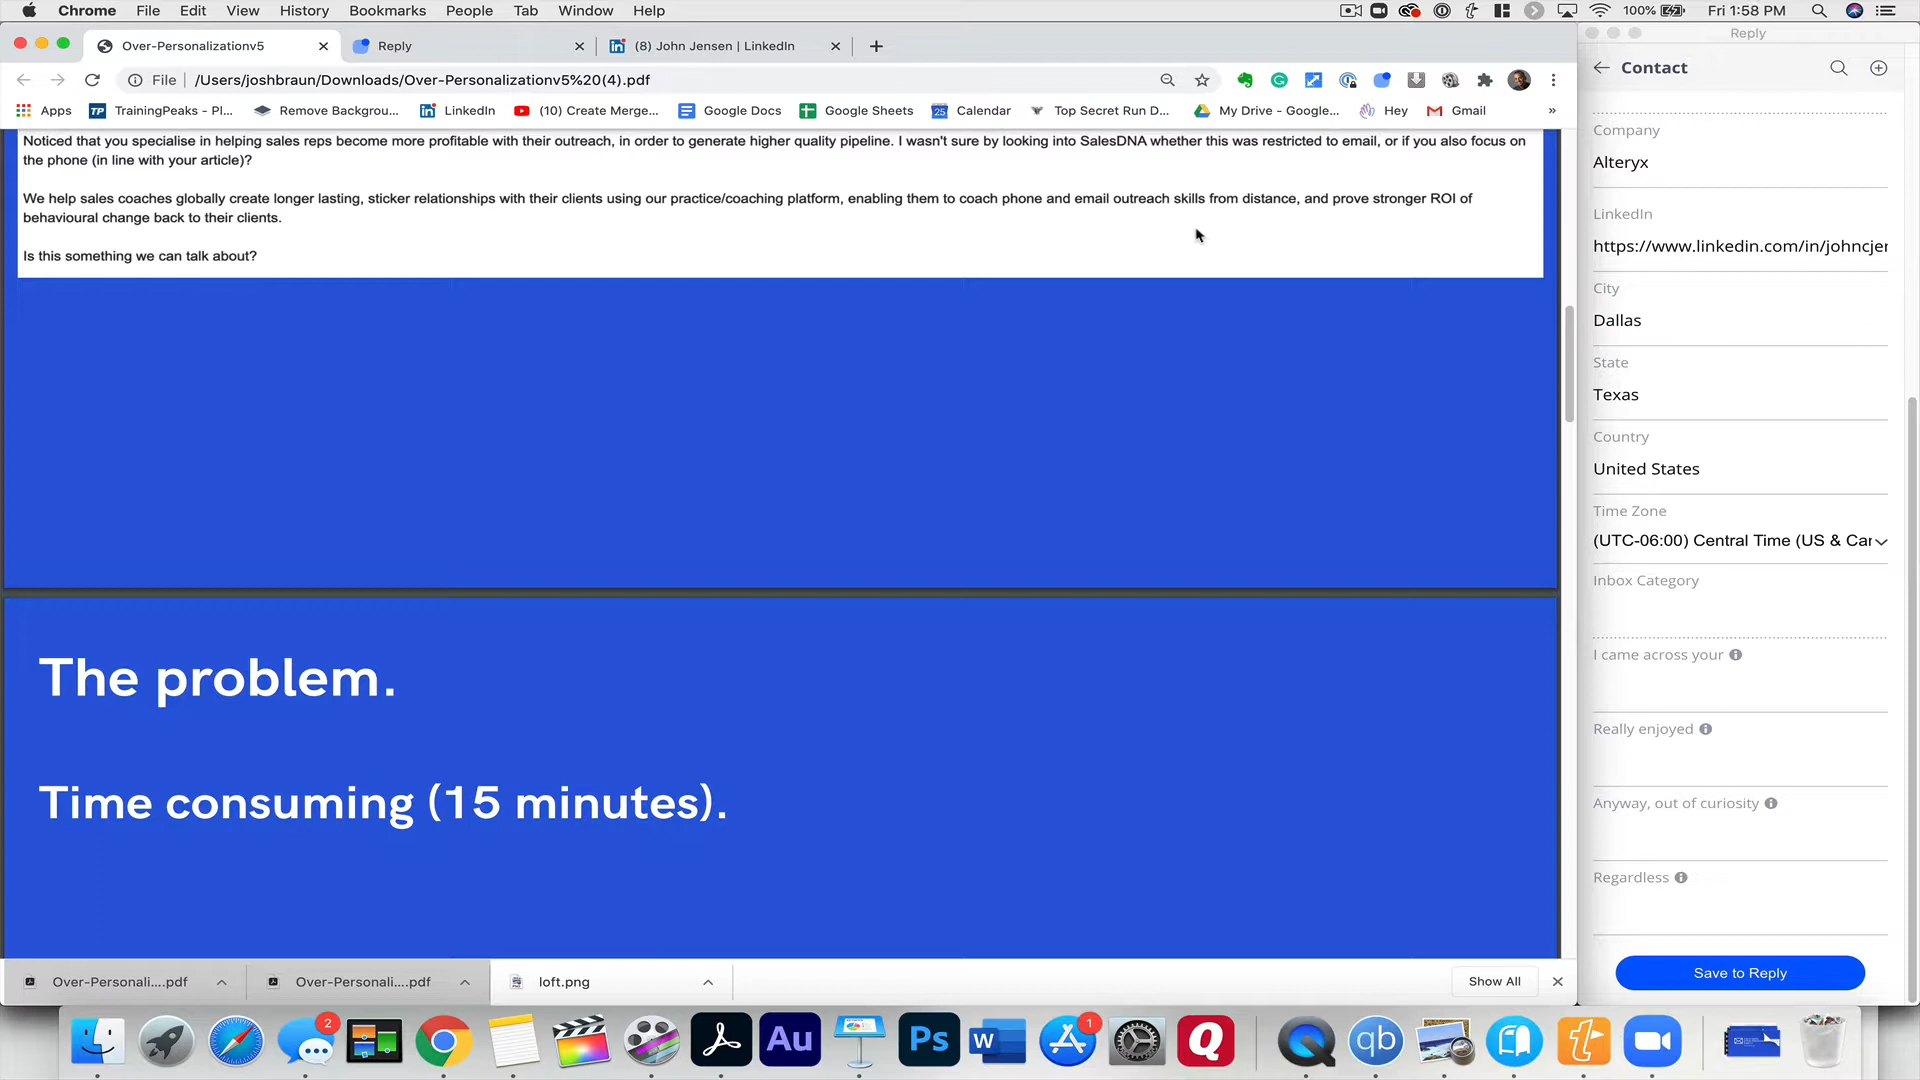 Chrome File Edit View History Bookmarks People Tab Window Help
100% Fri 1:58 PM
Over-Personalizationv5
Reply
(8) John Jensen | LinkedIn
File /Users/joshbraun/Downloads/Over-Personalizationv5%20(4).pdf
Apps TrainingPeaks - Pl... Remove Backgrou... LinkedIn (10) Create Merge... Google Docs Google Sheets Calendar Top Secret Run D... My Drive - Google... Hey Gmail »
Noticed that you specialise in helping sales reps become more profitable with their outreach, in order to generate higher quality pipeline. I wasn't sure by looking into SalesDNA whether this was restricted to email, or if you also focus on
the phone (in line with your article)?
We help sales coaches globally create longer lasting, sticker relationships with their clients using our practice/coaching platform, enabling them to coach phone and email outreach skills from distance, and prove stronger ROI of
behavioural change back to their clients.
Is this something we can talk about?
The problem.
Time consuming (15 minutes).
Reply
Contact
Company
Alteryx
LinkedIn
https://www.linkedin.com/in/johncjer
City
Dallas
State
Texas
Country
United States
Time Zone
(UTC-06:00) Central Time (US & Car
Inbox Category
I came across your
Really enjoyed
Anyway, out of curiosity
Regardless
Save to Reply
Over-Personali....pdf
Over-Personali....pdf
loft.png
Show All
2
Au
Ps
W
1
Q
qb
t